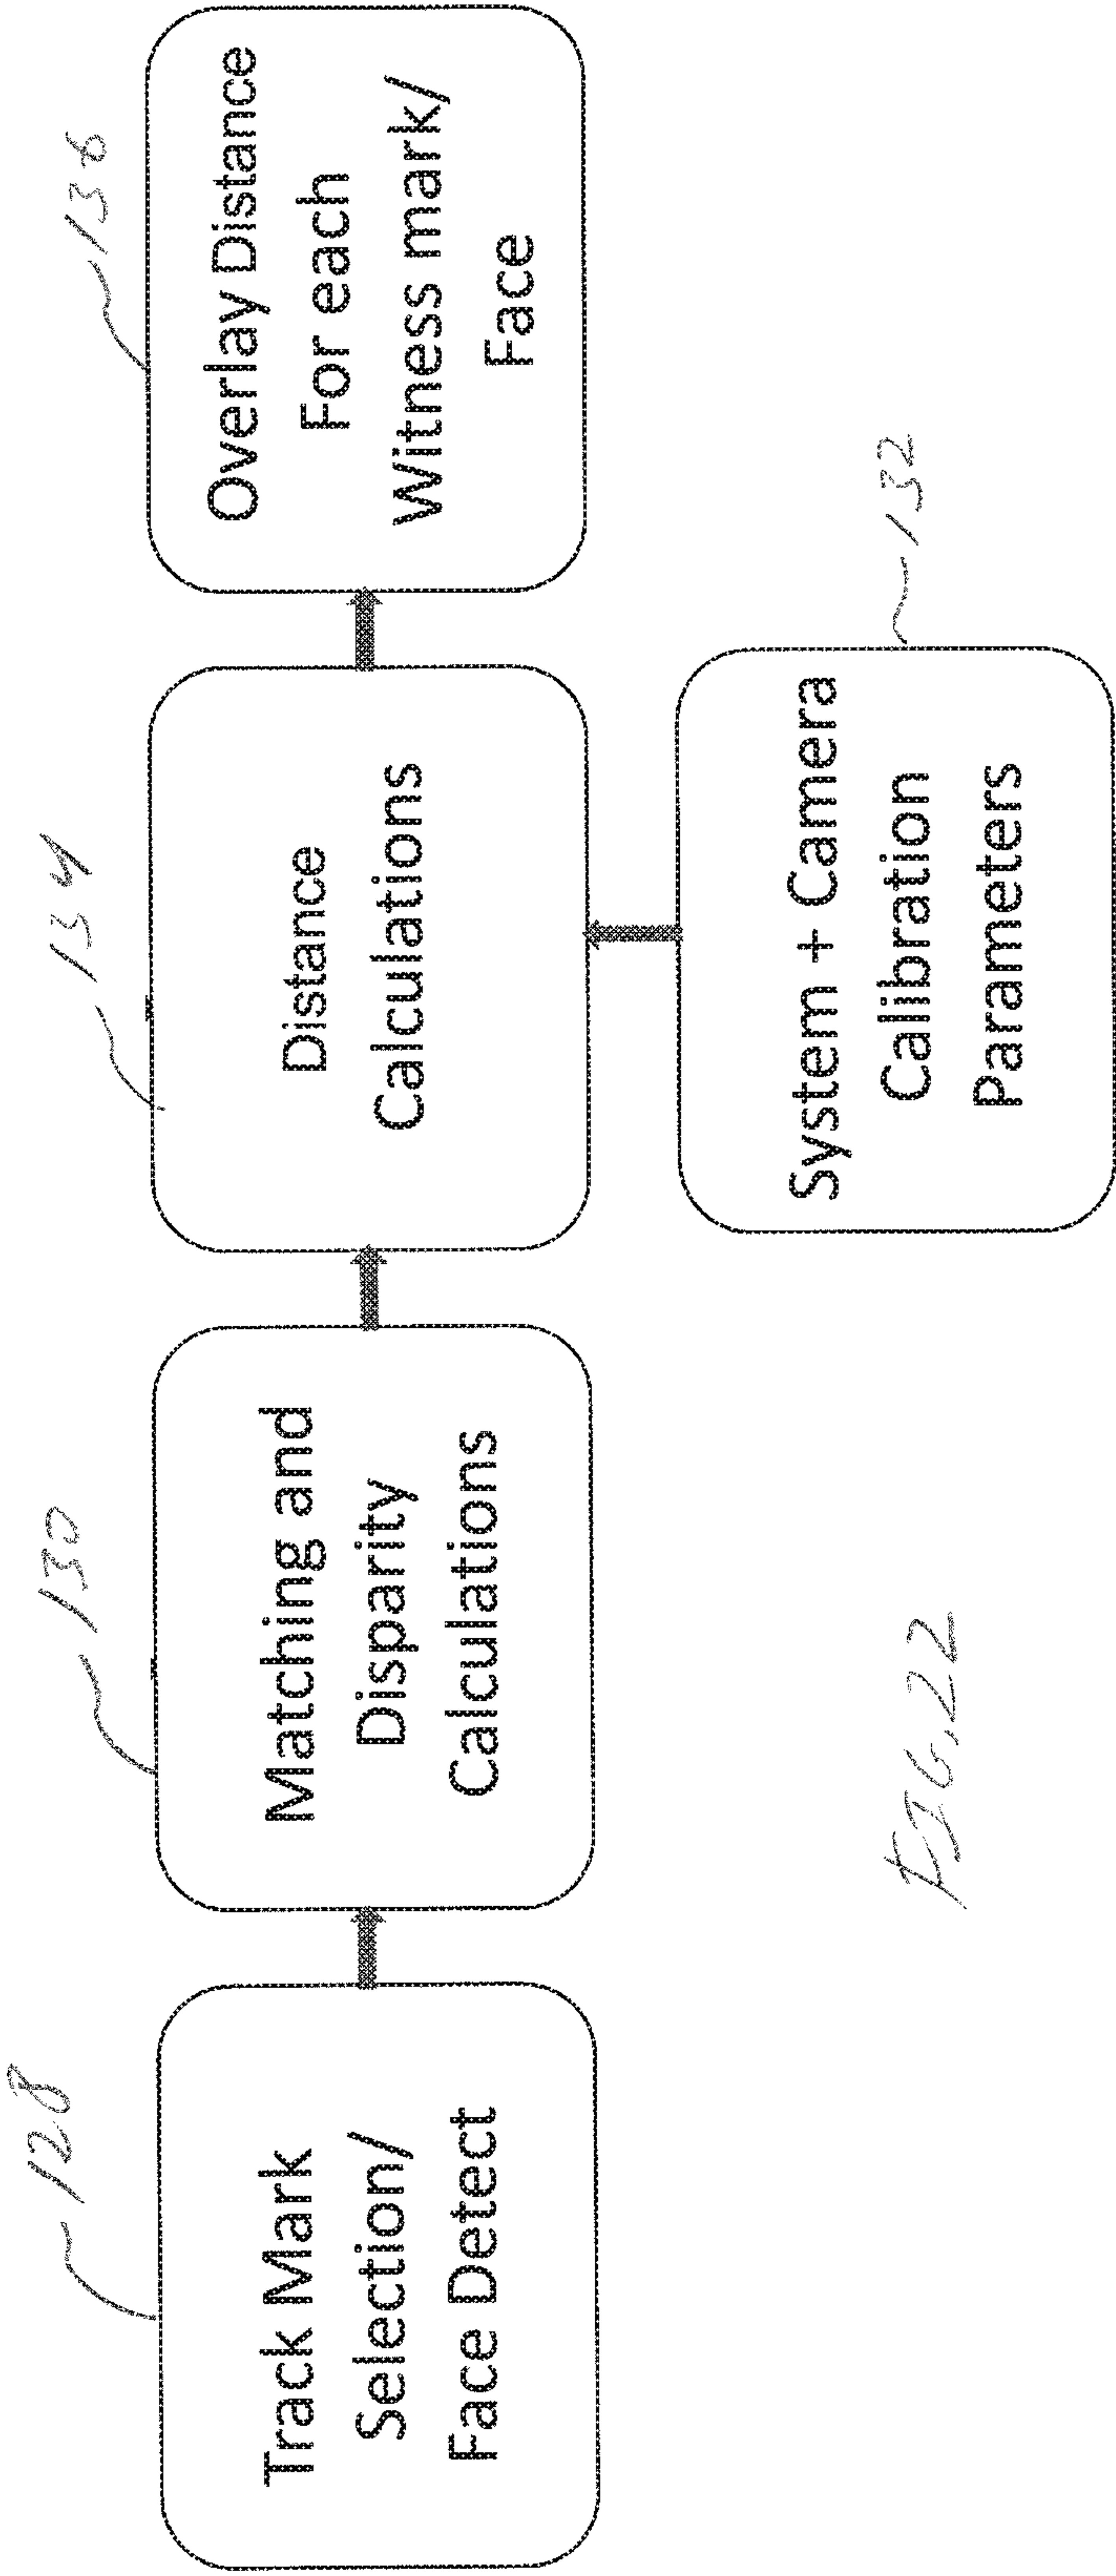 128
Track Mark
Selection/
Face Detect
130
Matching and
Disparity
Calculations
134
Distance
Calculations
136
Overlay Distance
For each
Witness mark/
Face
System + Camera
Calibration
Parameters
132
FIG. 22